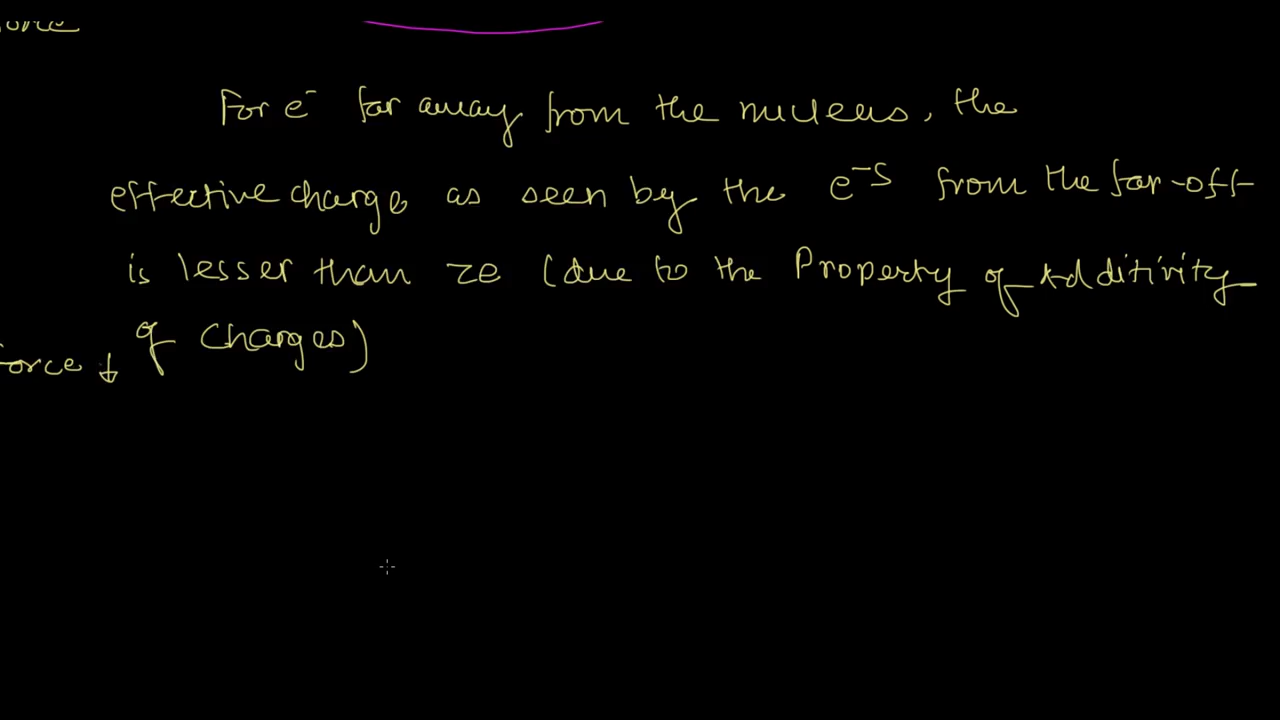 For e⁻ far away from the nucleus, the
effective charge as seen by the e⁻s from the far-off
is lesser than ze (due to the Property of Additivity
of charges)
force ↓